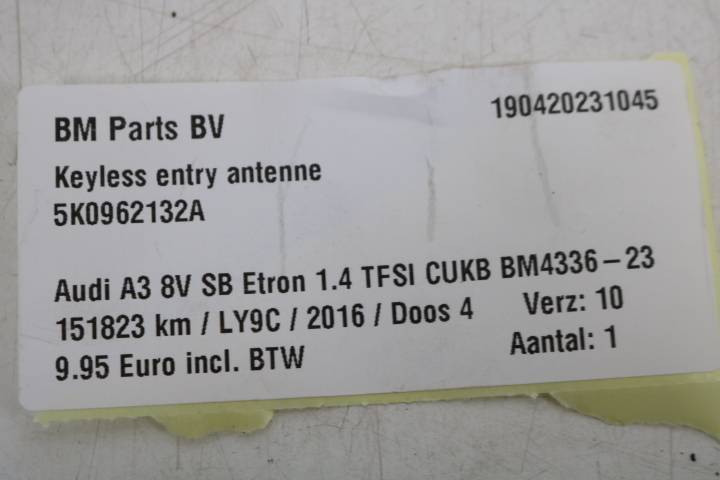 BM Parts BV 190420231045
Keyless entry antenne
5K0962132A
Audi A3 8V SB Etron 1.4 TFSI CUKB BM4336-23
151823 km / LY9C / 2016 / Doos 4 Verz: 10
9.95 Euro incl. BTW Aantal: 1